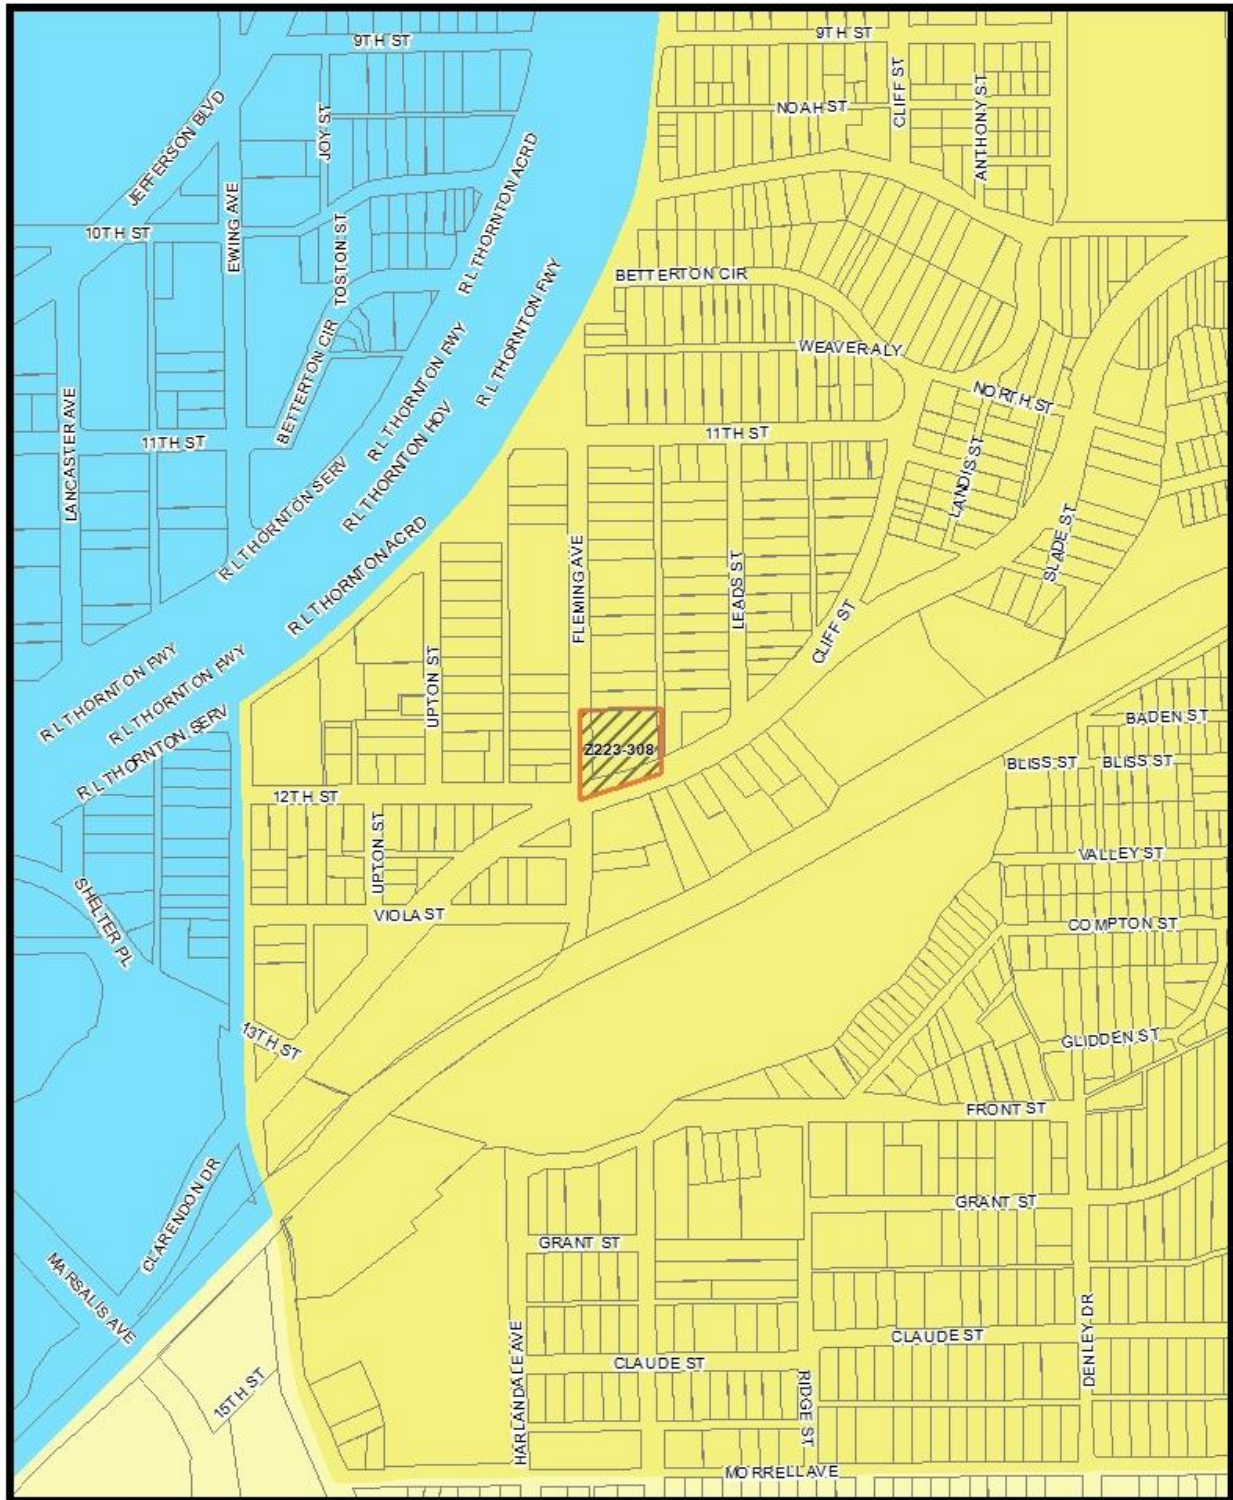 9TH ST
9TH ST
JEFFERSON BLVD
JOY ST
CLIFF ST
NOAH ST
ANTHONY ST
EWING AVE
10TH ST
TOSTON ST
R L THORNTON ACRD
BETTERTON CIR
R L THORNTON FWY
BETTERTON CIR
R L THORNTON FWY
WEAVER ALY
NORTH ST
LANCASTER AVE
11TH ST
R L THORNTON HOV
11TH ST
LANDIS ST
R L THORNTON SERV
R L THORNTON ACRD
FLEMING AVE
LEADS ST
SLADE ST
CLIFF ST
R L THORNTON FWY
R L THORNTON FWY
UPTON ST
R L THORNTON SERV
Z223-308
BADEN ST
BLISS ST
BLISS ST
12TH ST
UPTON ST
VALLEY ST
SHELTER PL
VIOLA ST
COMPTON ST
13TH ST
GLIDDEN ST
FRONT ST
CLARENDON DR
GRANT ST
GRANT ST
MARSALIS AVE
HARLANDALE AVE
CLAUDE ST
DENLEY DR
CLAUDE ST
15TH ST
RIDGE ST
MORRELL AVE